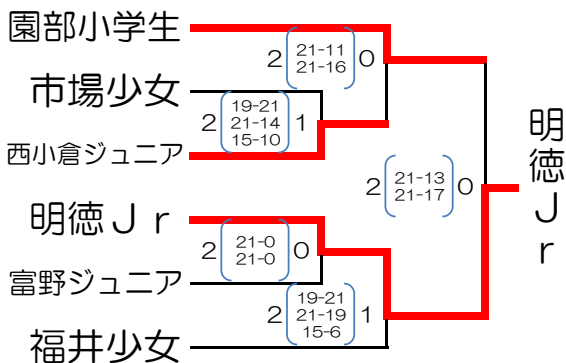 園部小学生
2 21-11 0
21-16
市場少女
19-21
2 21-14 1
15-10
西小倉ジュニア
2 21-13 0
21-17
明徳Jr
明徳Jr
2 21-0 0
21-0
富野ジュニア
19-21
2 21-19 1
15-6
福井少女